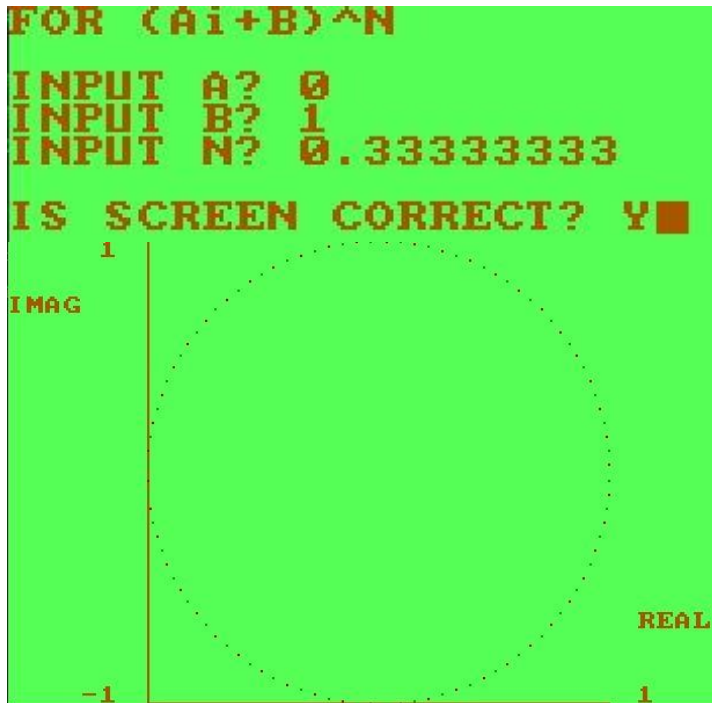 FOR (Ai+B)^N
INPUT A? 0
INPUT B? 1
INPUT N? 0.33333333
IS SCREEN CORRECT? Y
1
IMAG
REAL
-1 1